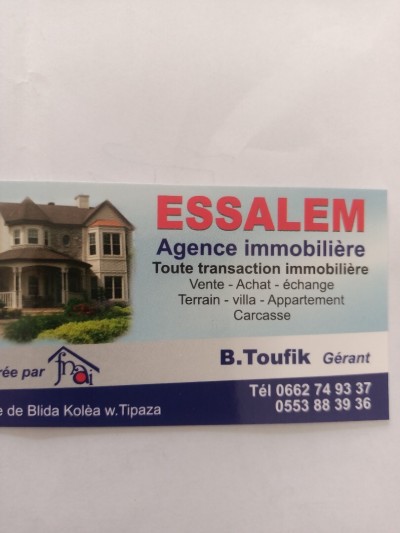 ESSALEM
Agence immobilière
Toute transaction immobilière
Vente - Achat - échange
Terrain - villa - Appartement
Carcasse
rée par fnai
B.Toufik Gérant
Tél 0662 74 93 37
0553 88 39 36
e de Blida Koléa w.Tipaza